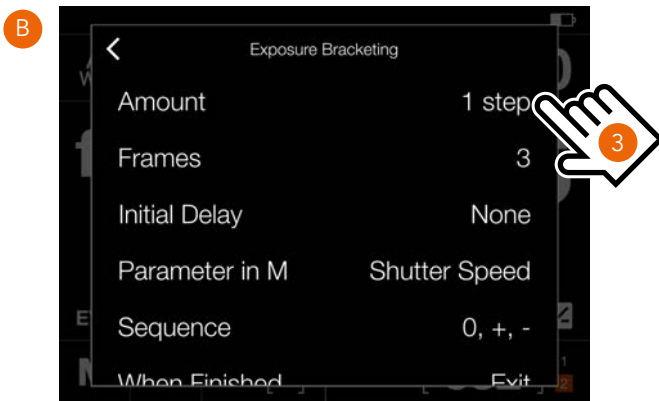 B
Exposure Bracketing
Amount 1 step
3
Frames 3
Initial Delay None
Parameter in M Shutter Speed
Sequence 0, +, -
When Finished Exit